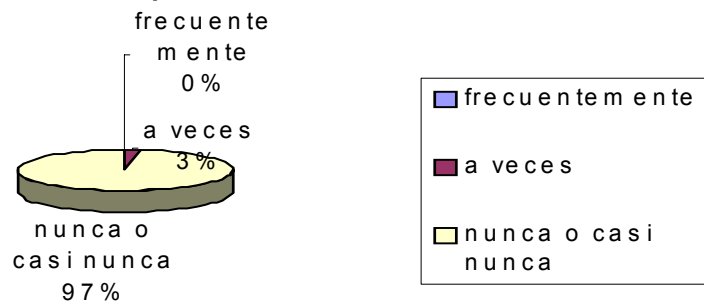 frecuente
mente
0%
a veces
3%
nunca o
casi nunca
97%
frecuentemente
a veces
nunca o casi
nunca